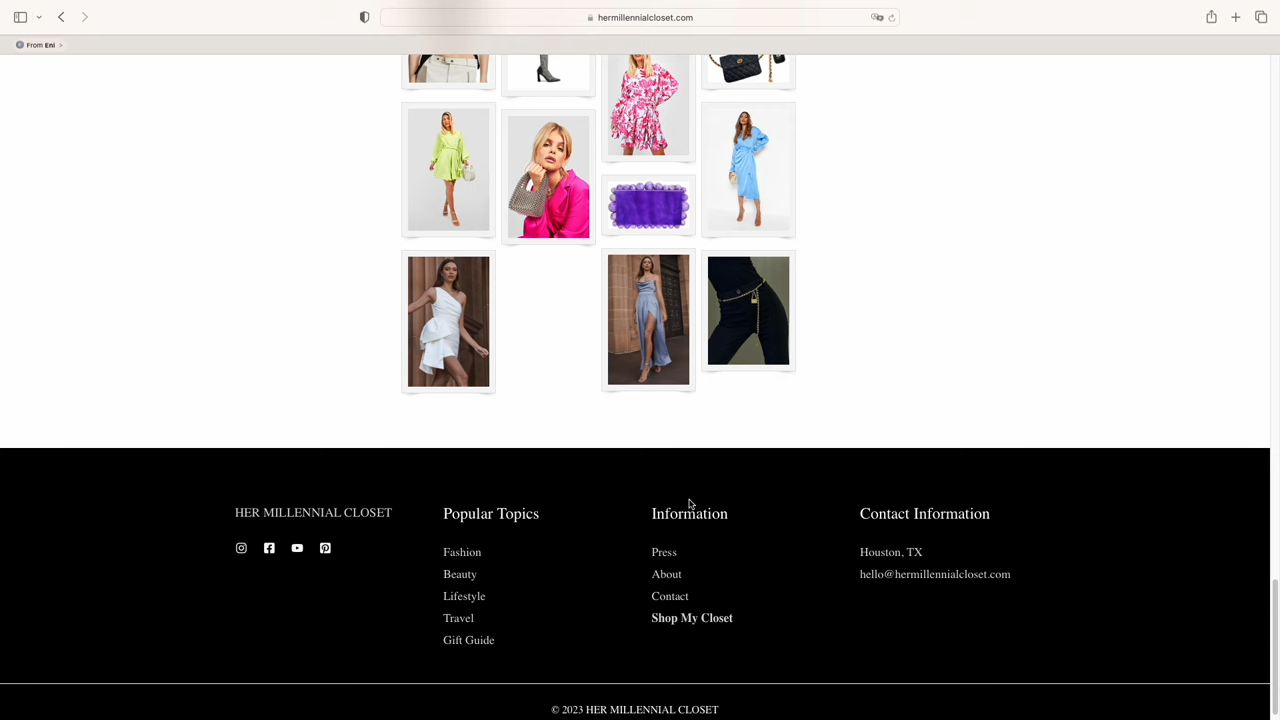 hermillennialcloset.com
From Eni >
HER MILLENNIAL CLOSET
Popular Topics
Fashion
Beauty
Lifestyle
Travel
Gift Guide
Information
Press
About
Contact
Shop My Closet
Contact Information
Houston, TX
hello@hermillennialcloset.com
© 2023 HER MILLENNIAL CLOSET